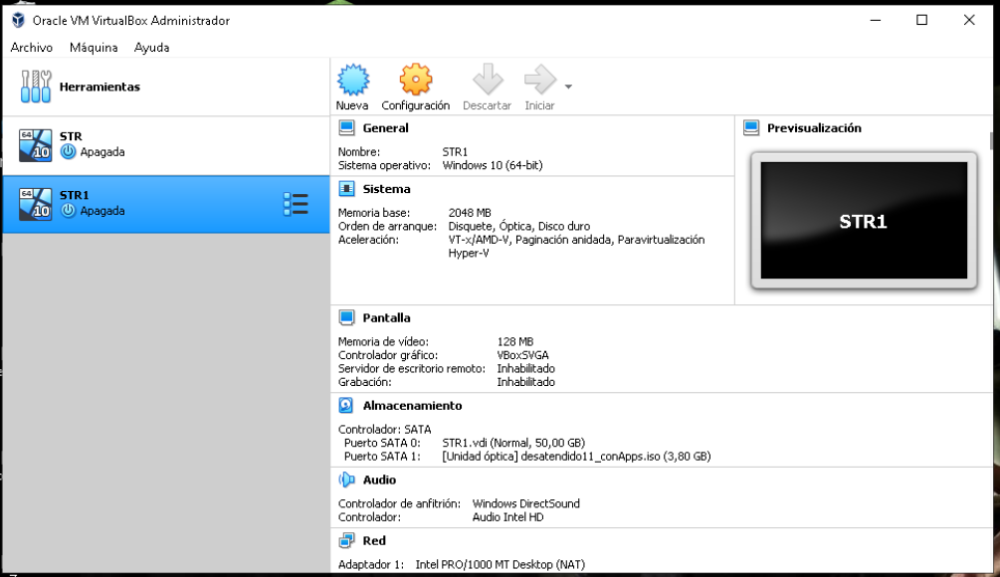 Oracle VM VirtualBox Administrador
Archivo Máquina Ayuda
Herramientas
64
10
STR
Apagada
64
10
STR1
Apagada
Nueva Configuración Descartar Iniciar
General
Nombre: STR1
Sistema operativo: Windows 10 (64-bit)
Sistema
Memoria base: 2048 MB
Orden de arranque: Disquete, Óptica, Disco duro
Aceleración: VT-x/AMD-V, Paginación anidada, Paravirtualización
Hyper-V
Previsualización
STR1
Pantalla
Memoria de vídeo: 128 MB
Controlador gráfico: VBoxSVGA
Servidor de escritorio remoto: Inhabilitado
Grabación: Inhabilitado
Almacenamiento
Controlador: SATA
Puerto SATA 0: STR1.vdi (Normal, 50,00 GB)
Puerto SATA 1: [Unidad óptica] desatendido11_conApps.iso (3,80 GB)
Audio
Controlador de anfitrión: Windows DirectSound
Controlador: Audio Intel HD
Red
Adaptador 1: Intel PRO/1000 MT Desktop (NAT)